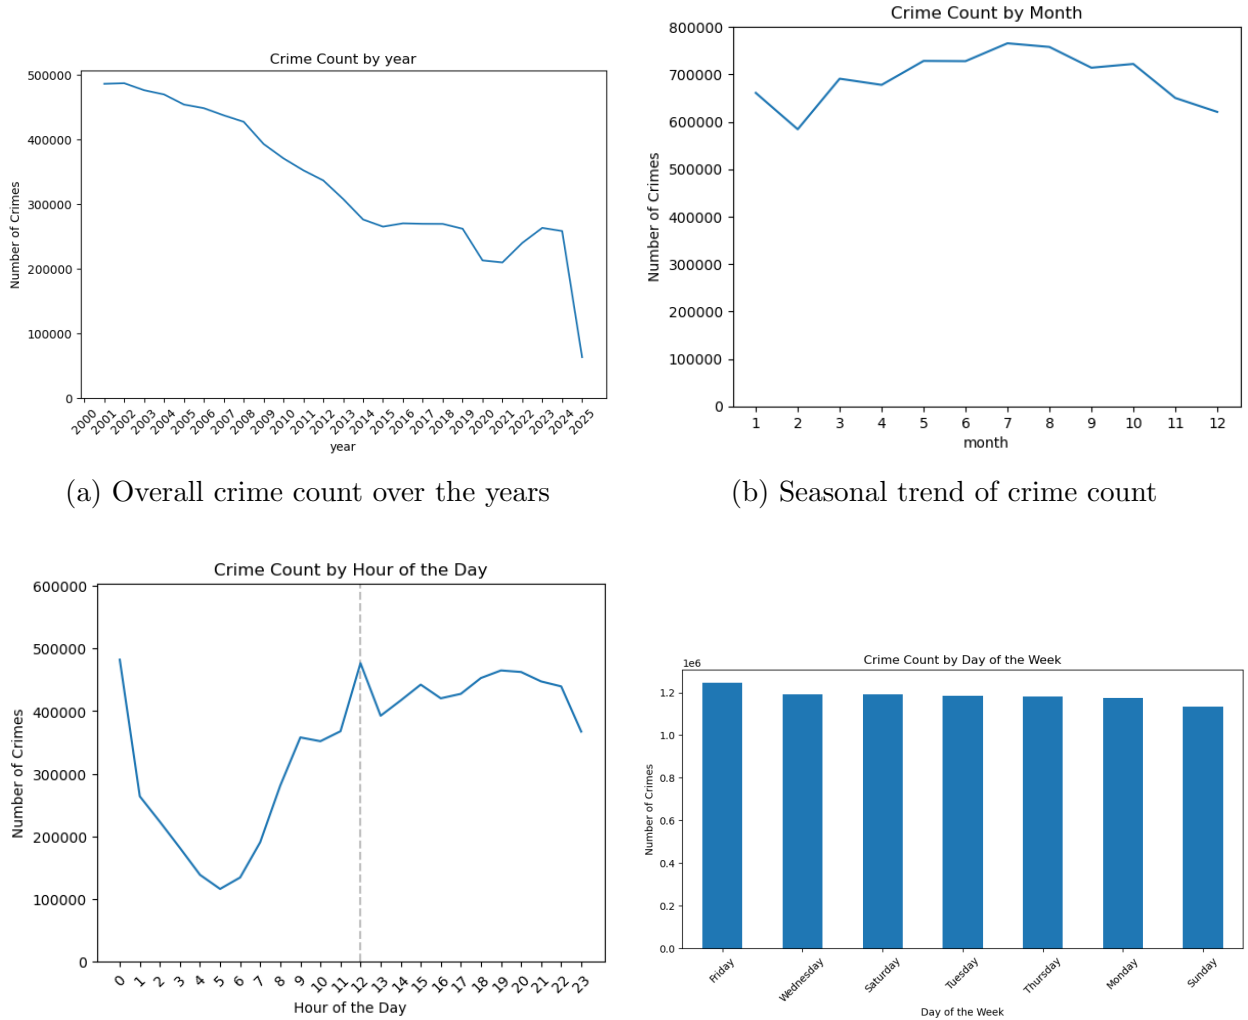 Crime Count by year
500000
400000
300000
200000
100000
0
Number of Crimes
2000 2001 2002 2003 2004 2005 2006 2007 2008 2009 2010 2011 2012 2013 2014 2015 2016 2017 2018 2019 2020 2021 2022 2023 2024 2025
year
(a) Overall crime count over the years
Crime Count by Month
800000
700000
600000
500000
400000
300000
200000
100000
0
Number of Crimes
1 2 3 4 5 6 7 8 9 10 11 12
month
(b) Seasonal trend of crime count
Crime Count by Hour of the Day
600000
500000
400000
300000
200000
100000
0
Number of Crimes
0 1 2 3 4 5 6 7 8 9 10 11 12 13 14 15 16 17 18 19 20 21 22 23
Hour of the Day
Crime Count by Day of the Week
1e6
1.2
1.0
0.8
0.6
0.4
0.2
0.0
Number of Crimes
Friday Wednesday Saturday Tuesday Thursday Monday Sunday
Day of the Week